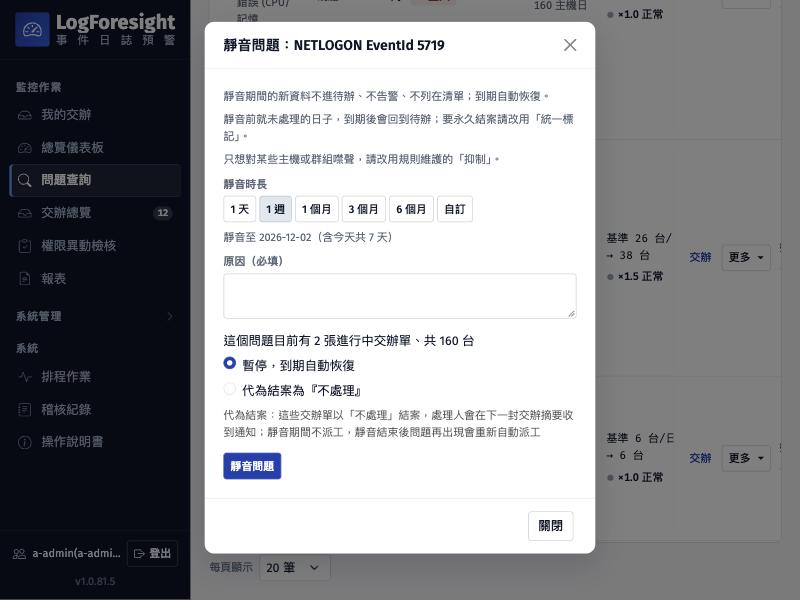 LogForesight
事件日誌預警
監控作業
我的交辦
總覽儀表板
問題查詢
交辦總覽 12
權限異動檢核
報表
系統管理
系統
排程作業
稽核紀錄
操作說明書
a-admin(a-admi...
登出
v1.0.81.5
錯誤 (CPU/
記憶
160 主機日
×1.0 正常
靜音問題：NETLOGON EventId 5719
靜音期間的新資料不進待辦、不告警、不列在清單；到期自動恢復。
靜音前就未處理的日子，到期後會回到待辦；要永久結案請改用「統一標
記」。
只想對某些主機或群組噤聲，請改用規則維護的「抑制」。
靜音時長
1 天 1 週 1 個月 3 個月 6 個月 自訂
靜音至 2026-12-02（含今天共 7 天）
原因（必填）
這個問題目前有 2 張進行中交辦單、共 160 台
暫停，到期自動恢復
代為結案為『不處理』
代為結案：這些交辦單以「不處理」結案，處理人會在下一封交辦摘要收
到通知；靜音期間不派工，靜音結束後問題再出現會重新自動派工
靜音問題
關閉
基準 26 台/
→ 38 台
×1.5 正常
交辦 更多
基準 6 台/日
→ 6 台
×1.0 正常
交辦 更多
每頁顯示 20 筆